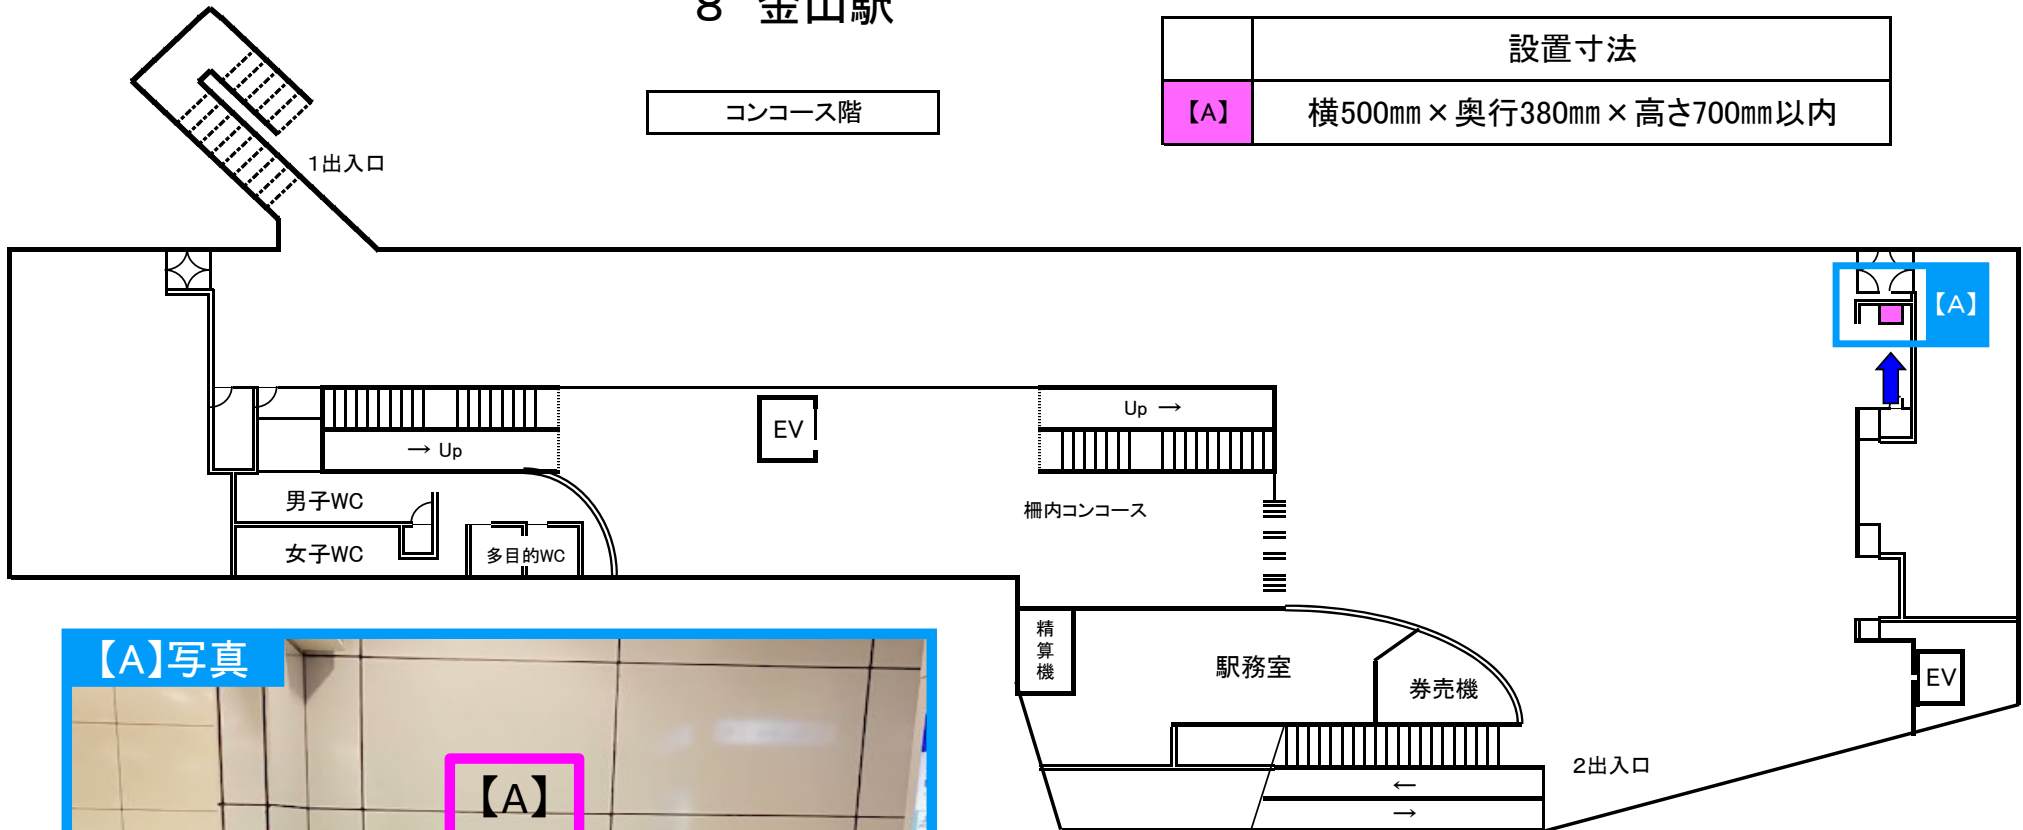 8 金山駅
コンコース階
設置寸法
【A】 横500㎜×奥行380㎜×高さ700㎜以内
1出入口
【A】
Up →
EV
→ Up
男子WC
柵内コンコース
女子WC
多目的WC
精算機
駅務室
券売機
EV
【A】写真
2出入口
←
【A】
→